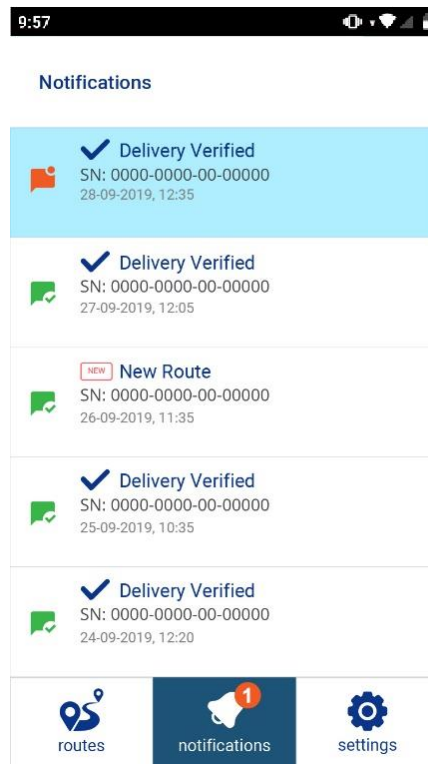 9:57
Notifications
Delivery Verified
SN: 0000-0000-00-00000
28-09-2019, 12:35
Delivery Verified
SN: 0000-0000-00-00000
27-09-2019, 12:05
NEW New Route
SN: 0000-0000-00-00000
26-09-2019, 11:35
Delivery Verified
SN: 0000-0000-00-00000
25-09-2019, 10:35
Delivery Verified
SN: 0000-0000-00-00000
24-09-2019, 12:20
1
routes notifications settings